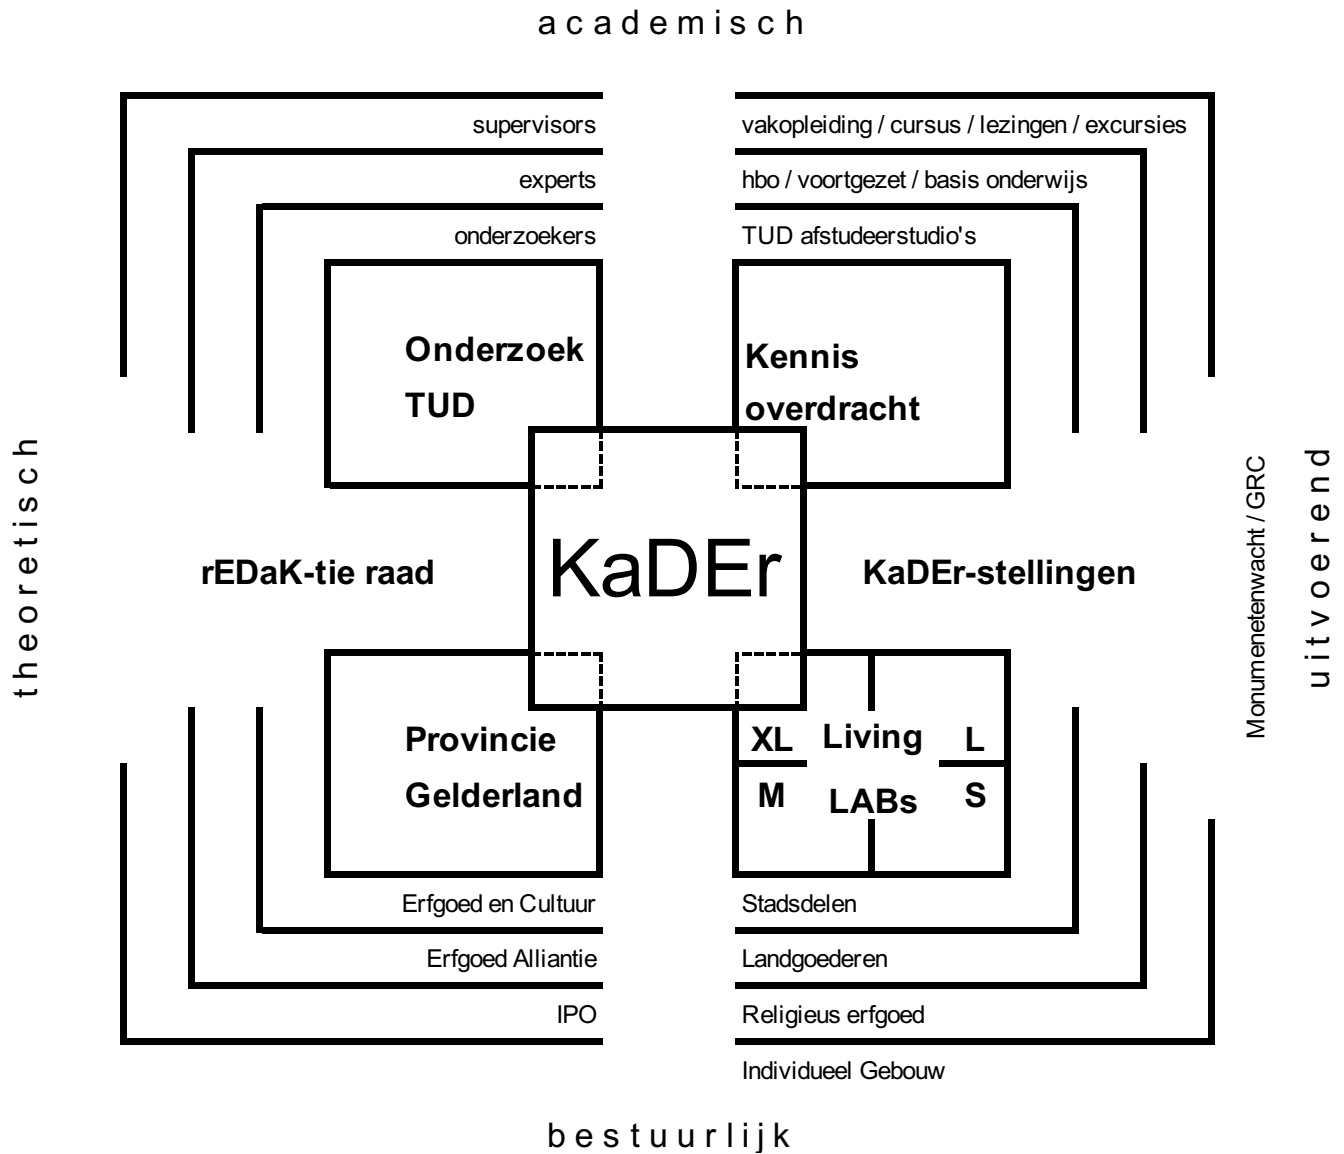 academisch
supervisors
vakopleiding / cursus / lezingen / excursies
experts
hbo / voortgezet / basis onderwijs
onderzoekers
TUD afstudeerstudio's
Onderzoek
TUD
Kennis
overdracht
theoretisch
rEDaK-tie raad
KaDEr
KaDEr-stellingen
Monumenetenwacht / GRC
uitvoerend
Provincie
Gelderland
XL Living L
M LABs S
Erfgoed en Cultuur
Stadsdelen
Erfgoed Alliantie
Landgoederen
IPO
Religieus erfgoed
Individueel Gebouw
bestuurlijk